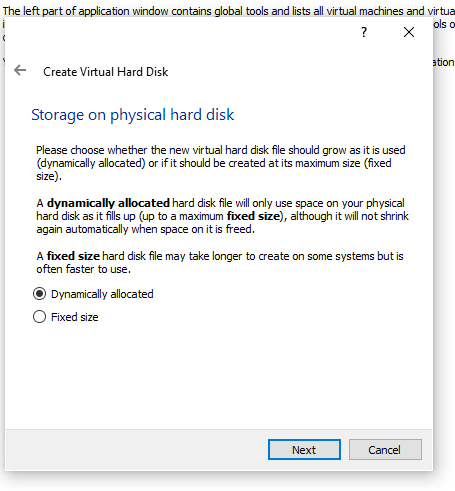 The left part of application window contains global tools and lists all virtual machines and virtua
ols o
?
Create Virtual Hard Disk
ation
Storage on physical hard disk
Please choose whether the new virtual hard disk file should grow as it is used
(dynamically allocated) or if it should be created at its maximum size (fixed
size).
A dynamically allocated hard disk file will only use space on your physical
hard disk as it fills up (up to a maximum fixed size), although it will not shrink
again automatically when space on it is freed.
A fixed size hard disk file may take longer to create on some systems but is
often faster to use.
Dynamically allocated
Fixed size
Next
Cancel